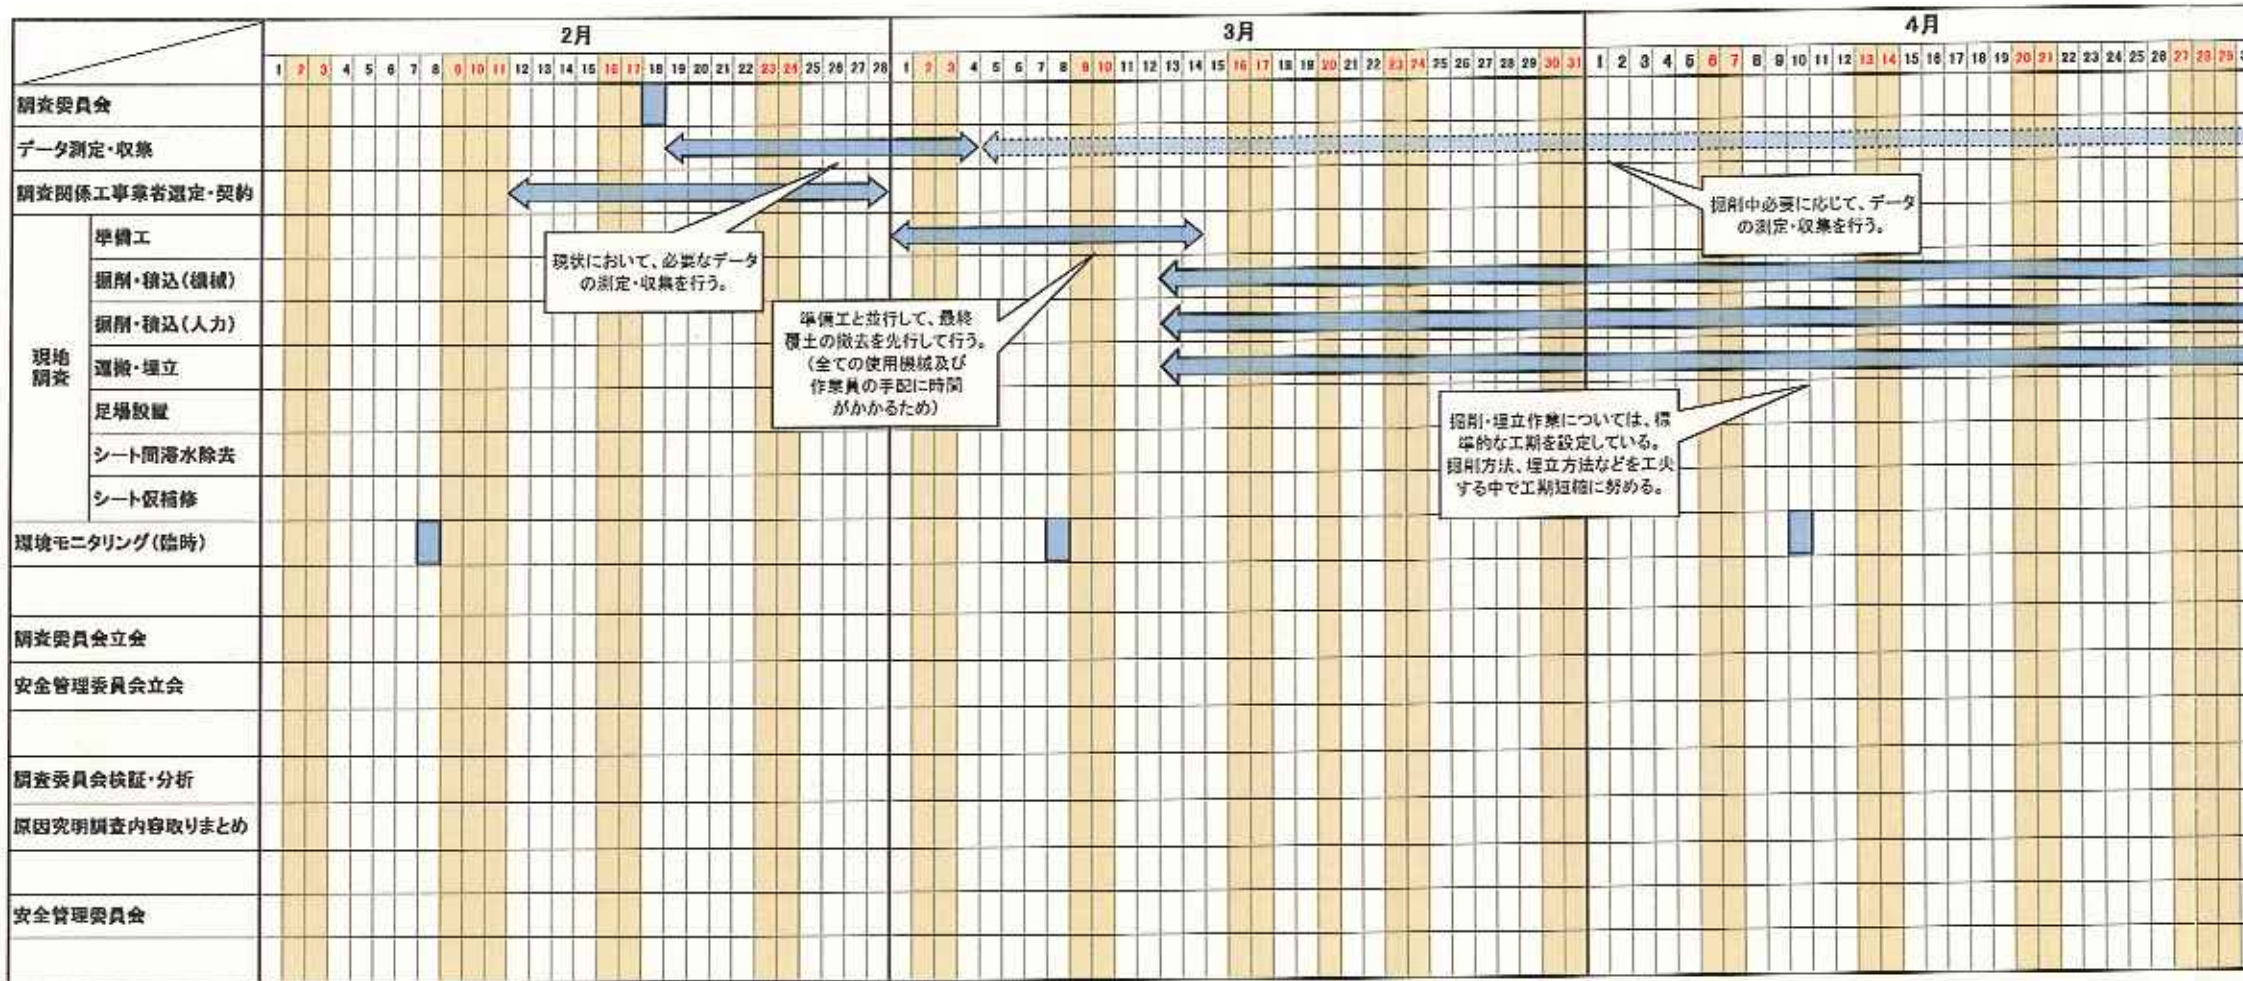 2月 3月 4月
1 2 3 4 5 6 7 8 9 10 11 12 13 14 15 16 17 18 19 20 21 22 23 24 25 26 27 28 1 2 3 4 5 6 7 8 9 10 11 12 13 14 15 16 17 18 19 20 21 22 23 24 25 26 27 28 29 30 31 1 2 3 4 5 6 7 8 9 10 11 12 13 14 15 16 17 18 19 20 21 22 23 24 25 26 27 28 29
調査委員会
データ測定・収集
調査関係工事業省選定・契約
現地
調査
準備工
掘削・積込(機械)
掘削・積込(人力)
運搬・埋立
足場設置
シート間滞水除去
シート仮補修
環境モニタリング(臨時)
調査委員会立会
安全管理委員会立会
調査委員会検証・分析
原因究明調査内容取りまとめ
安全管理委員会
現状において、必要なデータ
の測定・収集を行う。
準備工と並行して、最終
覆土の撤去を先行して行う。
(全ての使用機械及び
作業員の手配に時間
がかかるため)
掘削中必要に応じて、データ
の測定・収集を行う。
掘削・埋立作業については、標
準的な工期を設定している。
掘削方法、埋立方法などを工夫
する中で工期短縮に努める。